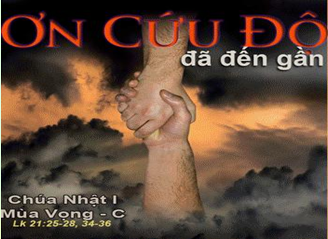 ƠN CỨU ĐỘ
đã đến gần
Chúa Nhật I
Mùa Vọng - C
Lk 21:25-28, 34-36